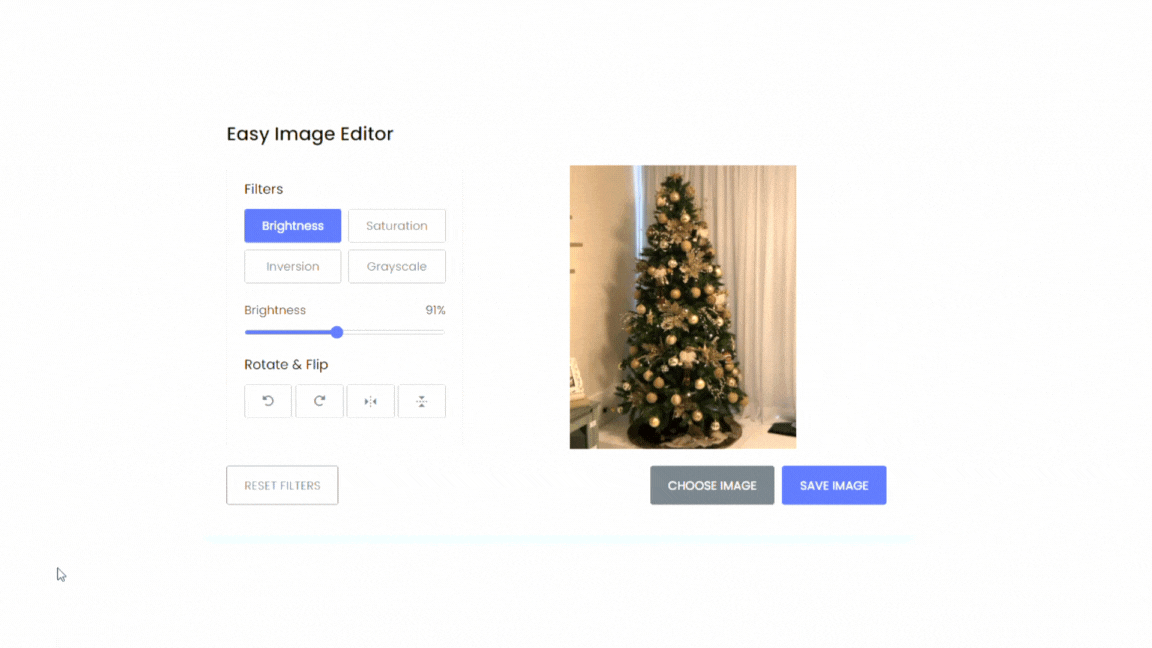 Easy Image Editor
Filters
Brightness
Saturation
Inversion
Grayscale
Brightness 91%
Rotate & Flip
RESET FILTERS
CHOOSE IMAGE
SAVE IMAGE